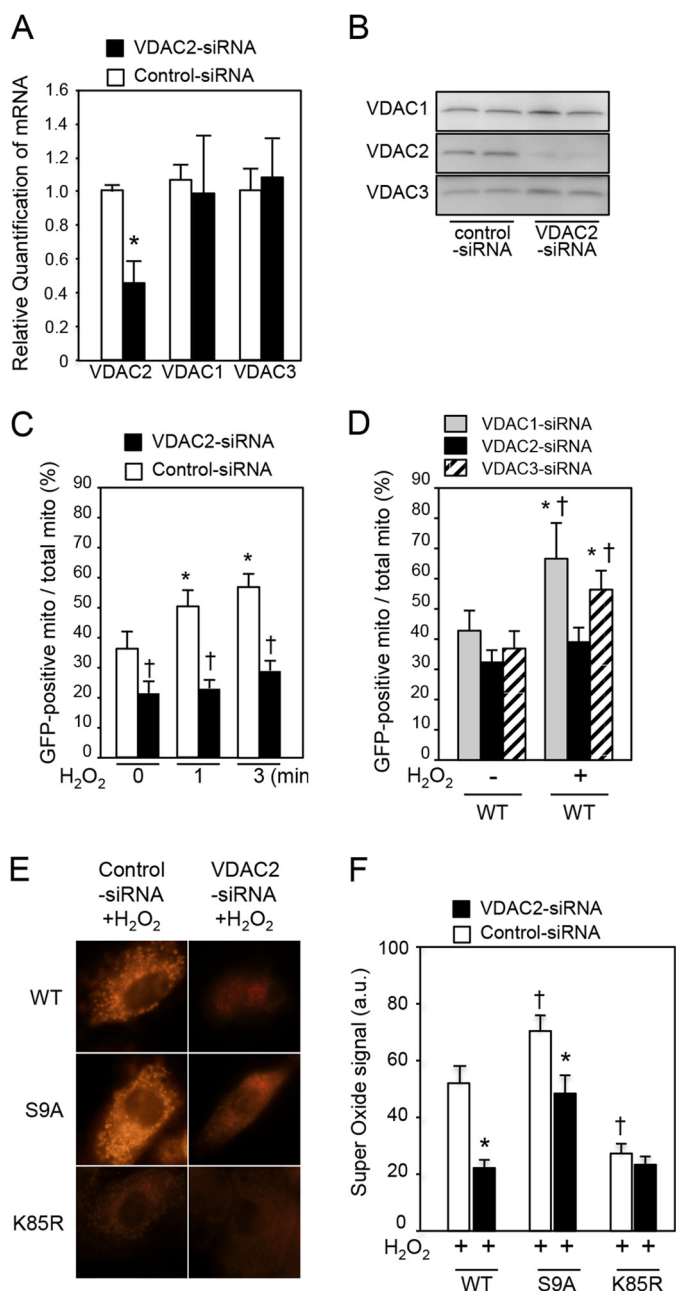 A
VDAC2-siRNA
Control-siRNA
Relative Quantification of mRNA
1.6
1.4
1.2
1.0
0.8
0.6
0.4
0.2
0
*
VDAC2 VDAC1 VDAC3
B
VDAC1
VDAC2
VDAC3
control VDAC2
-siRNA -siRNA
C
VDAC2-siRNA
Control-siRNA
GFP-positive mito / total mito (%)
90
80
70
60
50
40
30
20
10
0
* *
† † †
H₂O₂ 0 1 3 (min
D
VDAC1-siRNA
VDAC2-siRNA
VDAC3-siRNA
GFP-positive mito / total mito (%)
90
80
70
60
50
40
30
20
10
0
* †
* †
H₂O₂ - +
WT WT
E
Control VDAC2
-siRNA -siRNA
+H₂O₂ +H₂O₂
WT
S9A
K85R
F
VDAC2-siRNA
Control-siRNA
Super Oxide signal (a.u.)
100
80
60
40
20
0
* † * †
H₂O₂ + + + + + +
WT S9A K85R